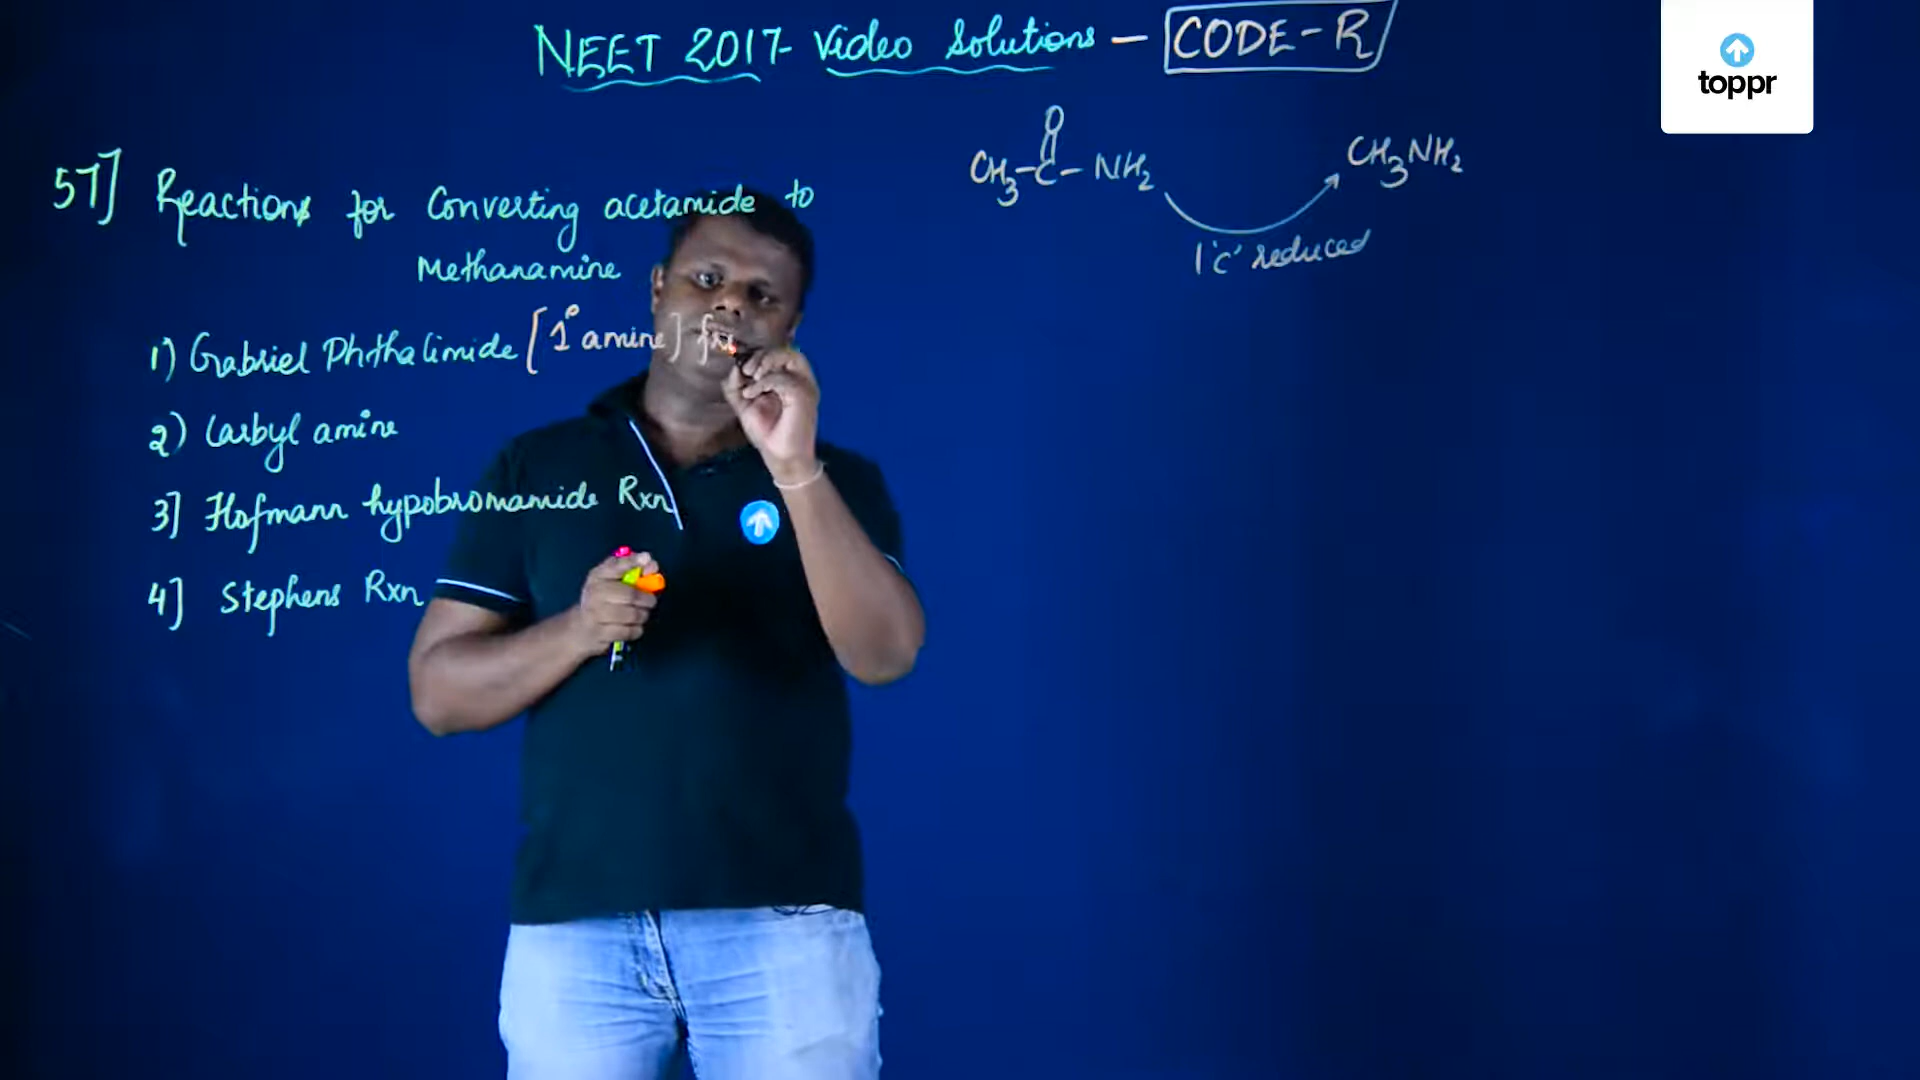 NEET 2017- Video Solutions — CODE-R
toppr
57] Reactions for Converting acetamide to
Methanamine
CH3-C-NH2
O
CH3NH2
1 'c' reduced
1) Gabriel Phthalimide [1° amine]
2) Carbyl amine
3] Hofmann hypobromamide Rxn
4] Stephens Rxn